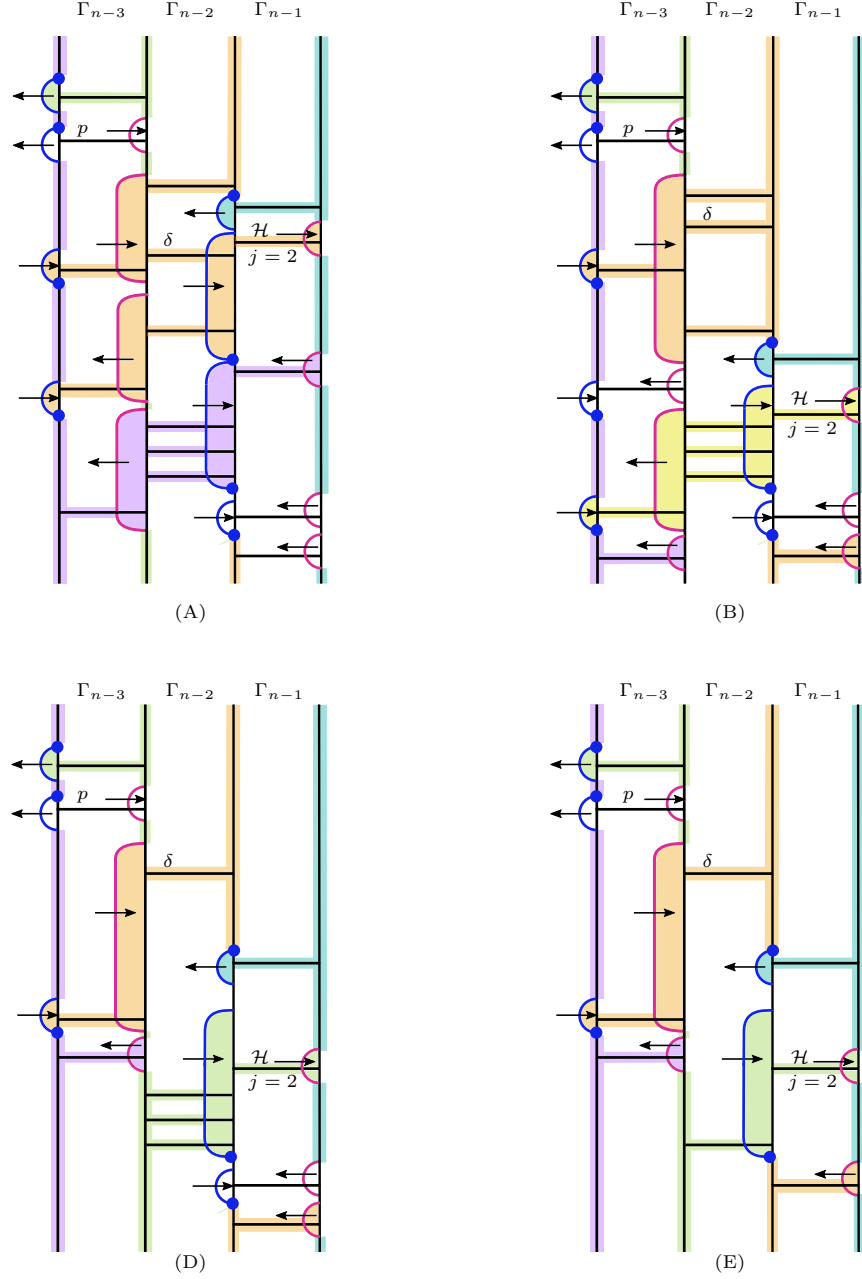 Γₙ₋₃ Γₙ₋₂ Γₙ₋₁
p
δ
ℋ
j = 2
(A)
Γₙ₋₃ Γₙ₋₂ Γₙ₋₁
p
δ
ℋ
j = 2
(B)
Γₙ₋₃ Γₙ₋₂ Γₙ₋₁
p
δ
ℋ
j = 2
(D)
Γₙ₋₃ Γₙ₋₂ Γₙ₋₁
p
δ
ℋ
j = 2
(E)